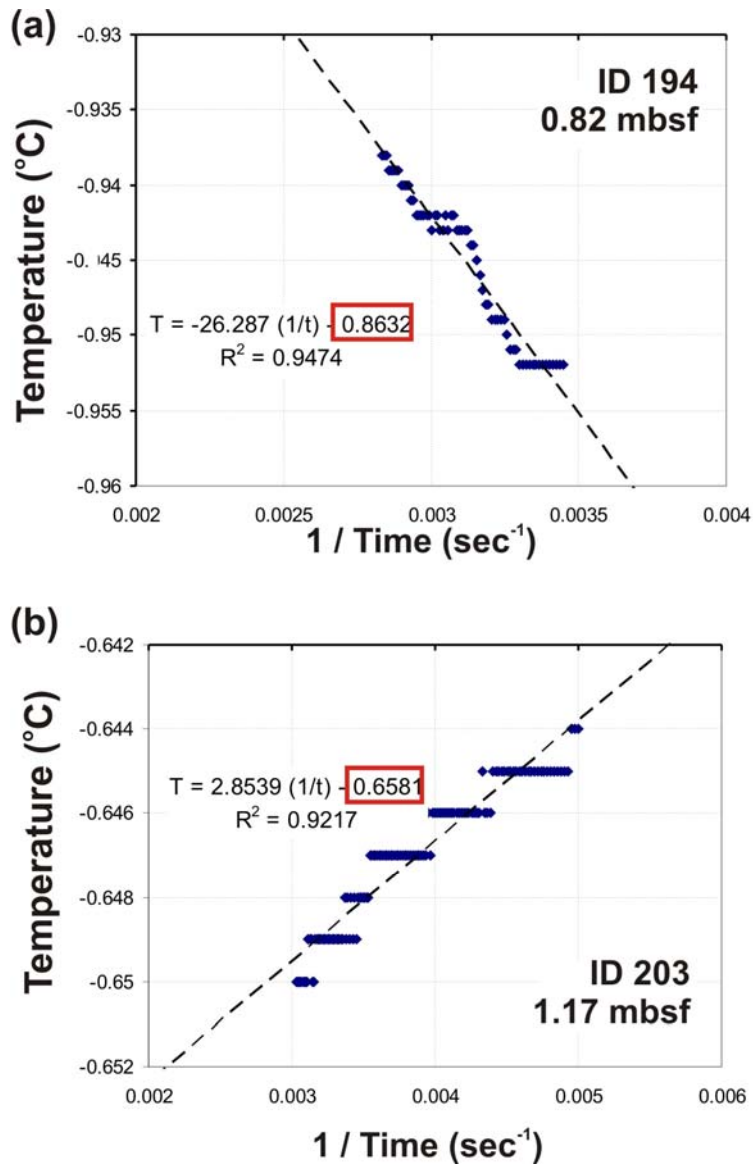 (a)
-0.93
-0.935
-0.94
-0.145
-0.95
-0.955
-0.96
Temperature (°C)
ID 194
0.82 mbsf
T = -26.287 (1/t) - 0.8632
R² = 0.9474
0.002
0.0025
0.003
0.0035
0.004
1 / Time (sec⁻¹)
(b)
-0.642
-0.644
-0.646
-0.648
-0.65
-0.652
Temperature (°C)
T = 2.8539 (1/t) - 0.6581
R² = 0.9217
ID 203
1.17 mbsf
0.002
0.003
0.004
0.005
0.006
1 / Time (sec⁻¹)